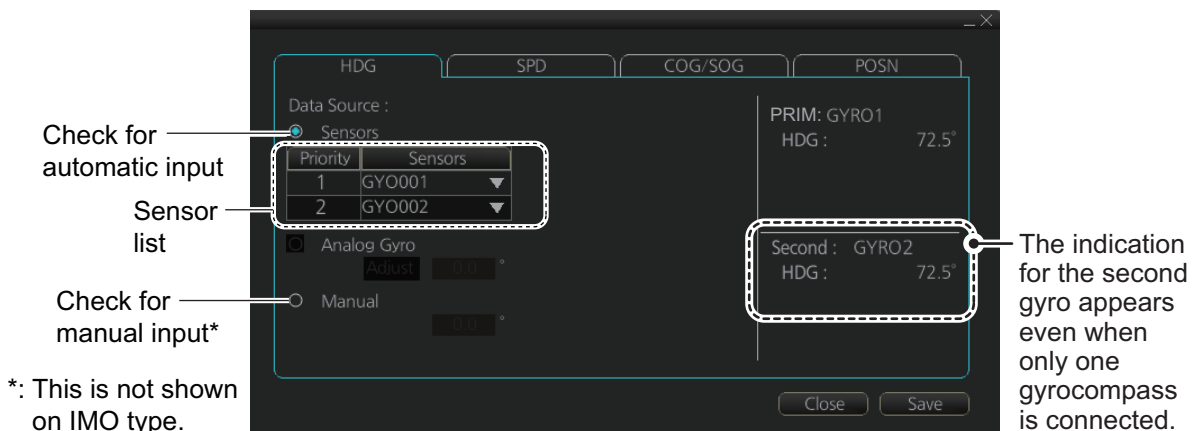 HDG SPD COG/SOG POSN
Data Source :
Sensors
Priority Sensors
1 GYO001
2 GYO002
Analog Gyro
Adjust 0.0 °
Manual
0.0 °
PRIM: GYRO1
HDG : 72.5°
Second : GYRO2
HDG : 72.5°
Close Save
Check for
automatic input
Sensor
list
Check for
manual input*
*: This is not shown
on IMO type.
The indication
for the second
gyro appears
even when
only one
gyrocompass
is connected.